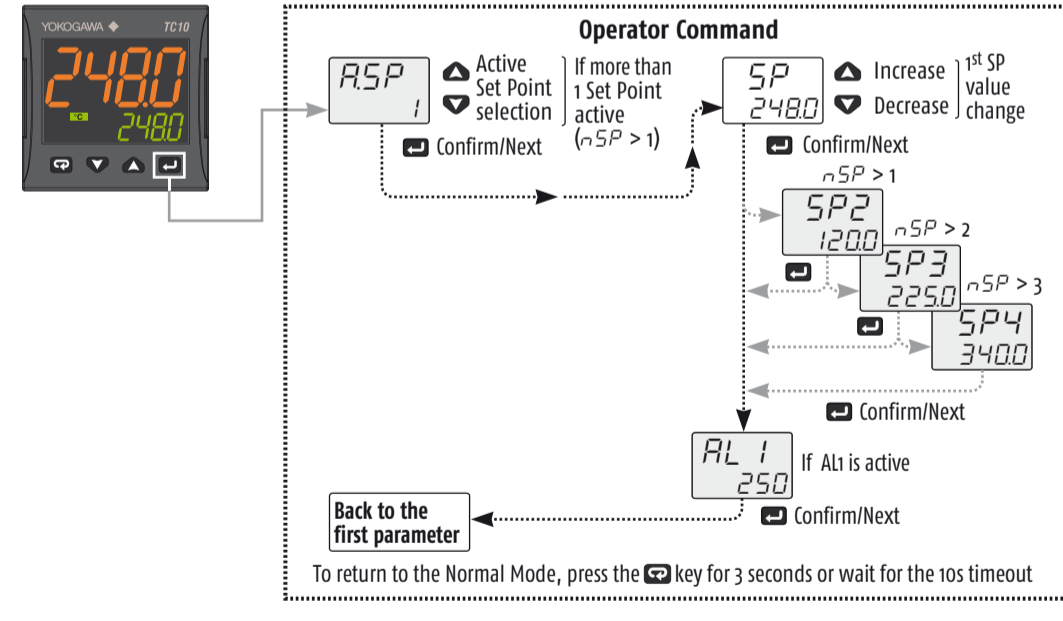 YOKOGAWA ◆ TC10
248.0
°C
248.0
Operator Command
A.SP
1
Active
Set Point
selection
If more than
1 Set Point
active
(nSP > 1)
Confirm/Next
SP
248.0
Increase
Decrease
1st SP
value
change
Confirm/Next
nSP > 1
SP2
120.0
nSP > 2
SP3
225.0
nSP > 3
SP4
340.0
Confirm/Next
AL 1
250
If AL1 is active
Confirm/Next
Back to the
first parameter
To return to the Normal Mode, press the key for 3 seconds or wait for the 10s timeout